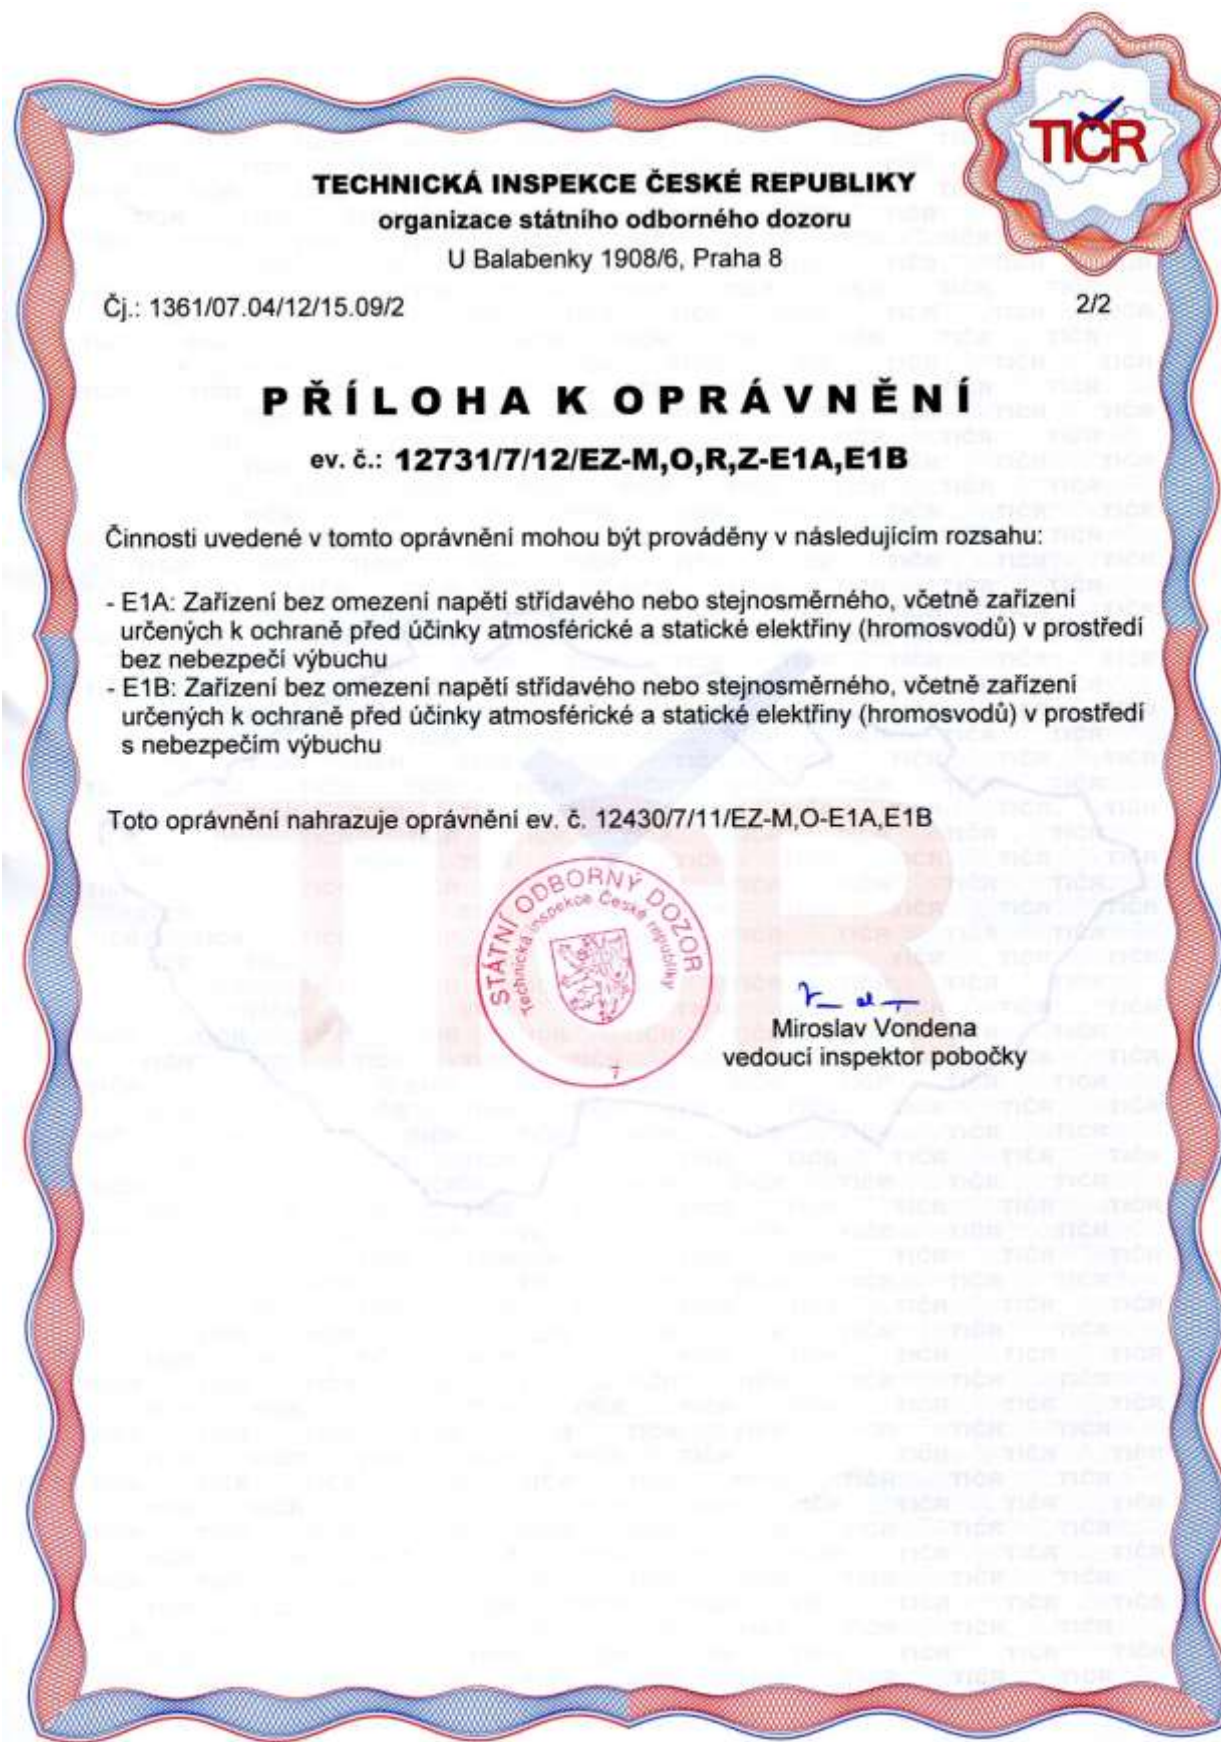 TIČR
TECHNICKÁ INSPEKCE ČESKÉ REPUBLIKY
organizace státního odborného dozoru
U Balabenky 1908/6, Praha 8
Čj.: 1361/07.04/12/15.09/2
2/2
PŘÍLOHA K OPRÁVNĚNÍ
ev. č.: 12731/7/12/EZ-M,O,R,Z-E1A,E1B
Činnosti uvedené v tomto oprávnění mohou být prováděny v následujícím rozsahu:
- E1A: Zařízení bez omezení napětí střídavého nebo stejnosměrného, včetně zařízení
určených k ochraně před účinky atmosférické a statické elektřiny (hromosvodů) v prostředí
bez nebezpečí výbuchu
- E1B: Zařízení bez omezení napětí střídavého nebo stejnosměrného, včetně zařízení
určených k ochraně před účinky atmosférické a statické elektřiny (hromosvodů) v prostředí
s nebezpečím výbuchu
Toto oprávnění nahrazuje oprávnění ev. č. 12430/7/11/EZ-M,O-E1A,E1B
STÁTNÍ ODBORNÝ DOZOR
Technická inspekce České republiky
7
Miroslav Vondena
vedoucí inspektor pobočky